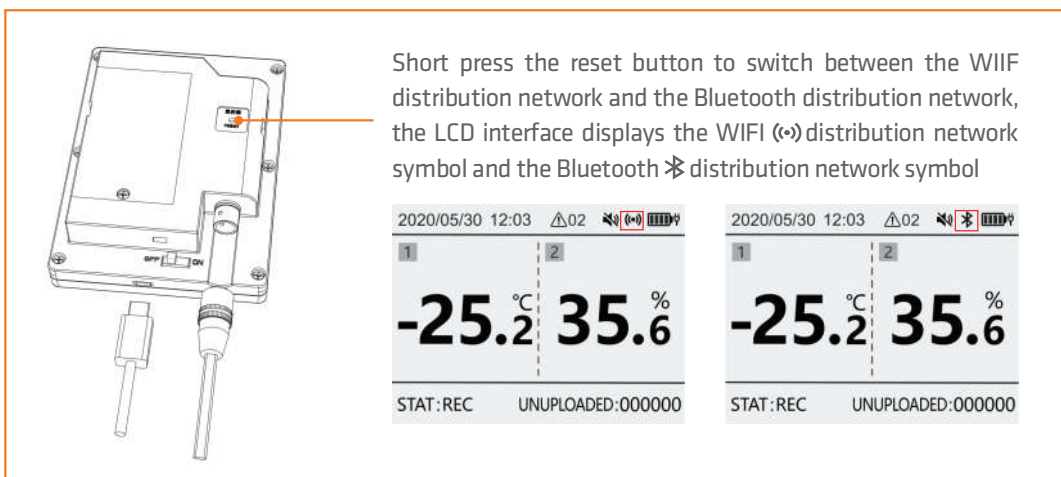 Short press the reset button to switch between the WIIF
distribution network and the Bluetooth distribution network,
the LCD interface displays the WIFI distribution network
symbol and the Bluetooth distribution network symbol
reset
OFF ON
2020/05/30 12:03 02
1 2
-25.2 ℃ 35.6 %
STAT:REC UNUPLOADED:000000
2020/05/30 12:03 02
1 2
-25.2 ℃ 35.6 %
STAT:REC UNUPLOADED:000000